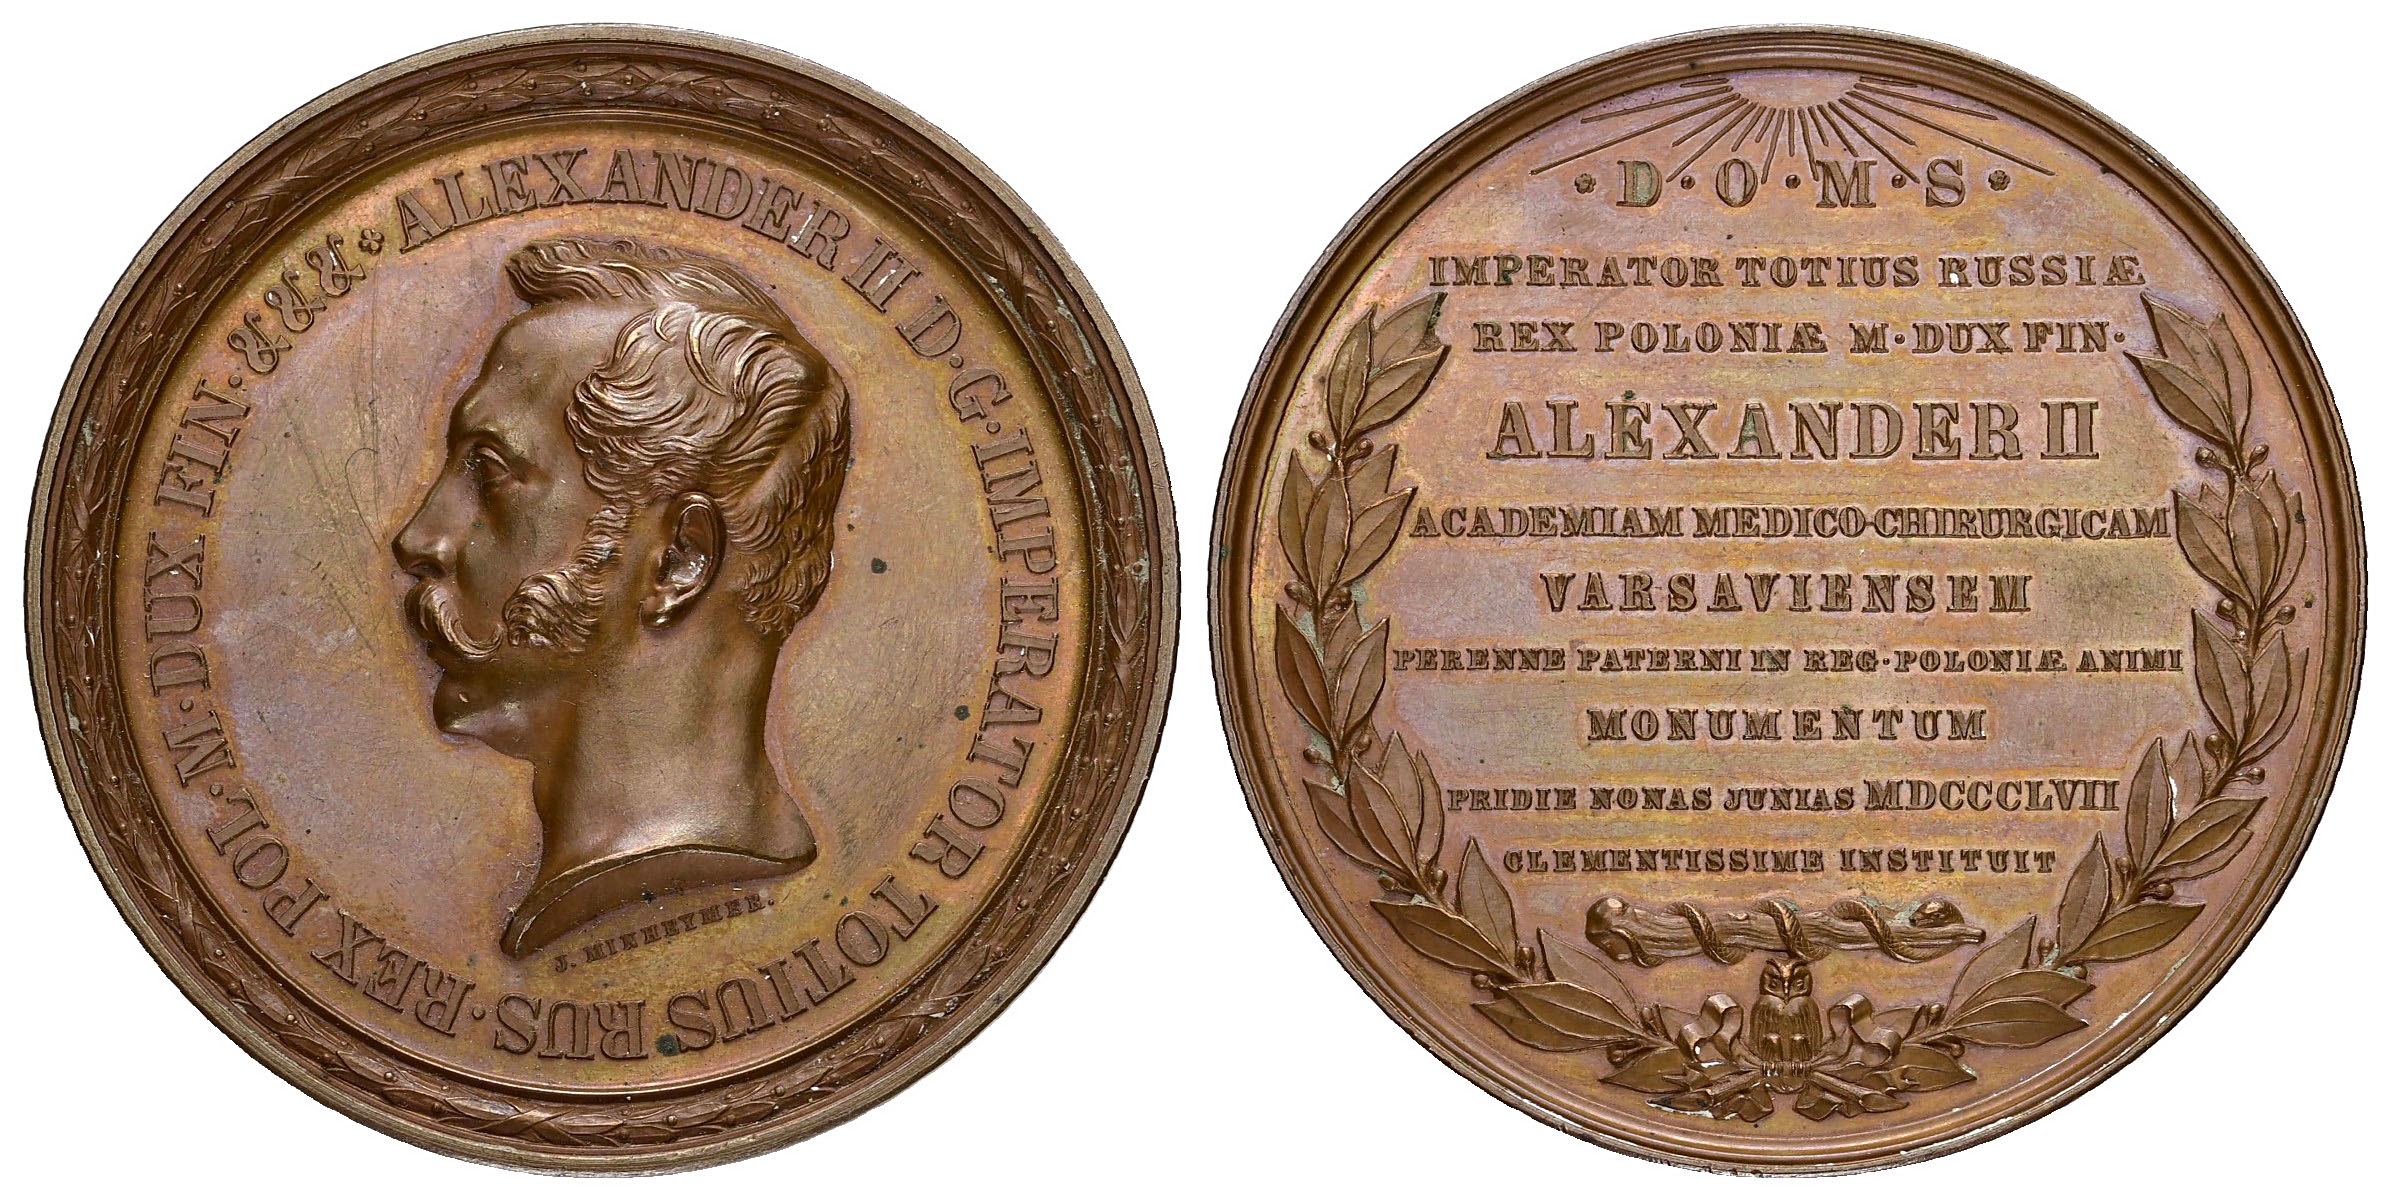 ALEXANDER II D·G·IMPERATOR TOTIUS RUS·REX POL·M·DUX FIN·&&&
J. MINHEYMER.
·D·O·M·S·
IMPERATOR TOTIUS RUSSIÆ
REX POLONIÆ M·DUX FIN·
ALEXANDER II
ACADEMIAM MEDICO-CHIRURGICAM
VARSAVIENSEM
PERENNE PATERNI IN REG·POLONIÆ ANIMI
MONUMENTUM
PRIDIE NONAS JUNIAS MDCCCLVII
CLEMENTISSIME INSTITUIT